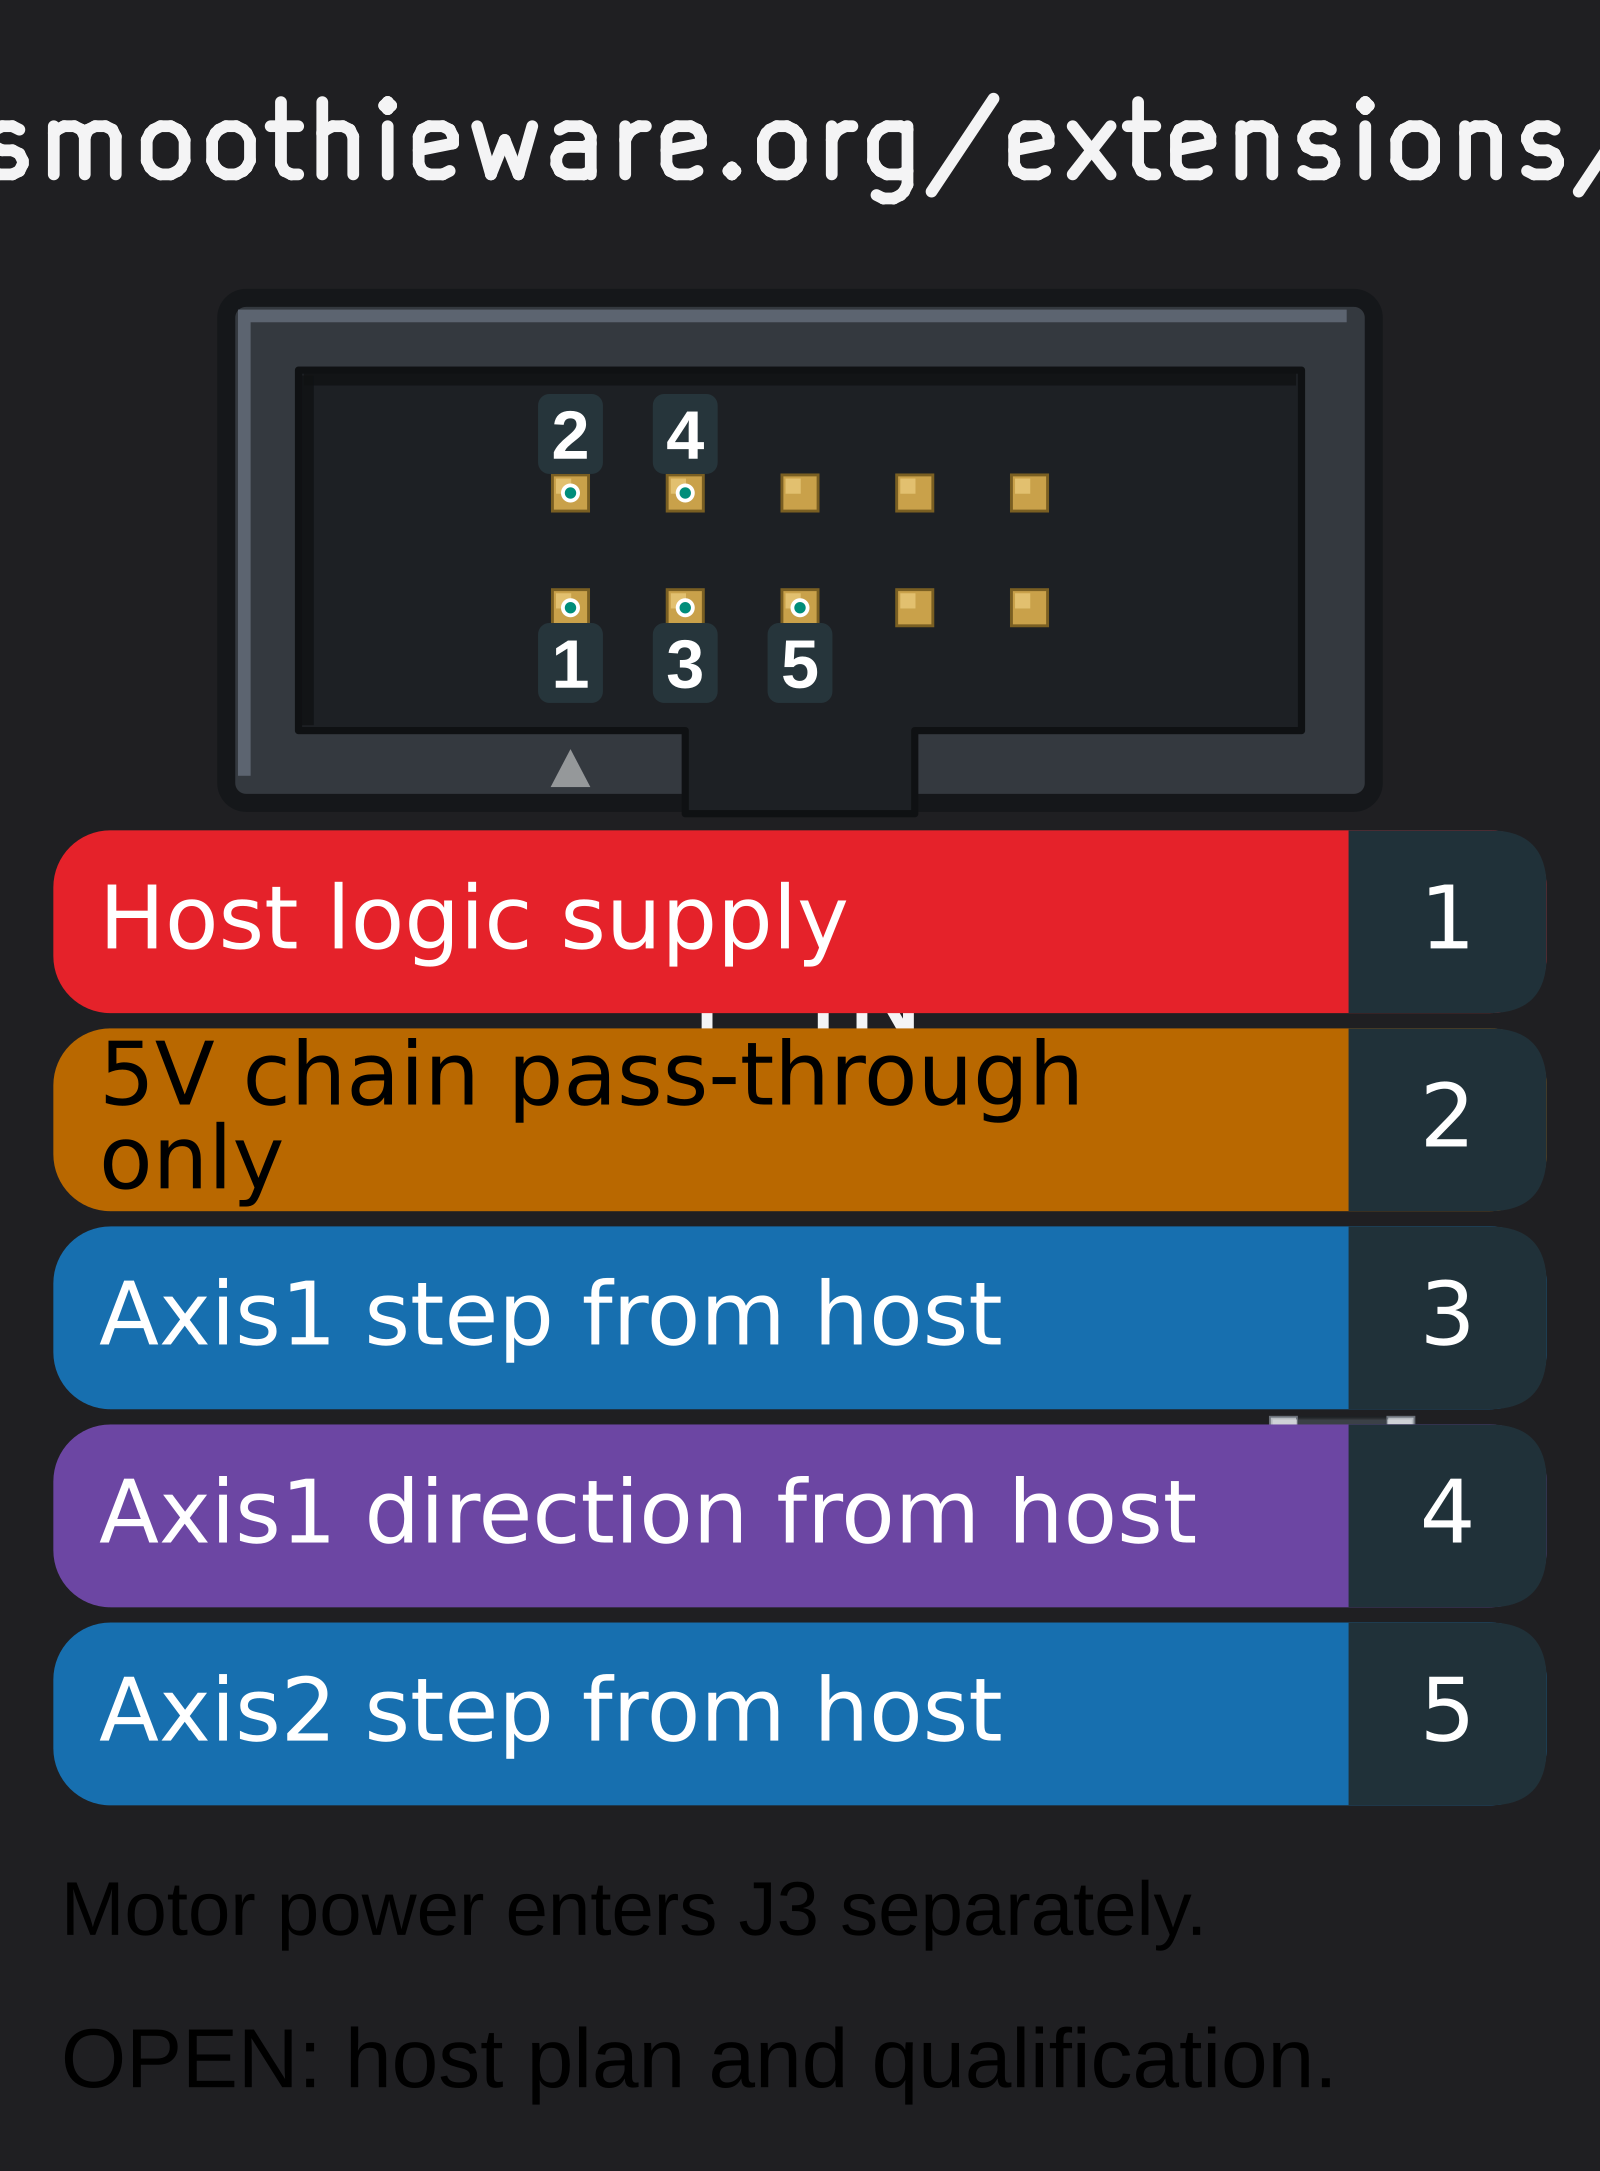 smoothieware.org/extensions/
2 4
1 3 5
Host logic supply 1
5V chain pass-through
only 2
Axis1 step from host 3
Axis1 direction from host 4
Axis2 step from host 5
Motor power enters J3 separately.
OPEN: host plan and qualification.